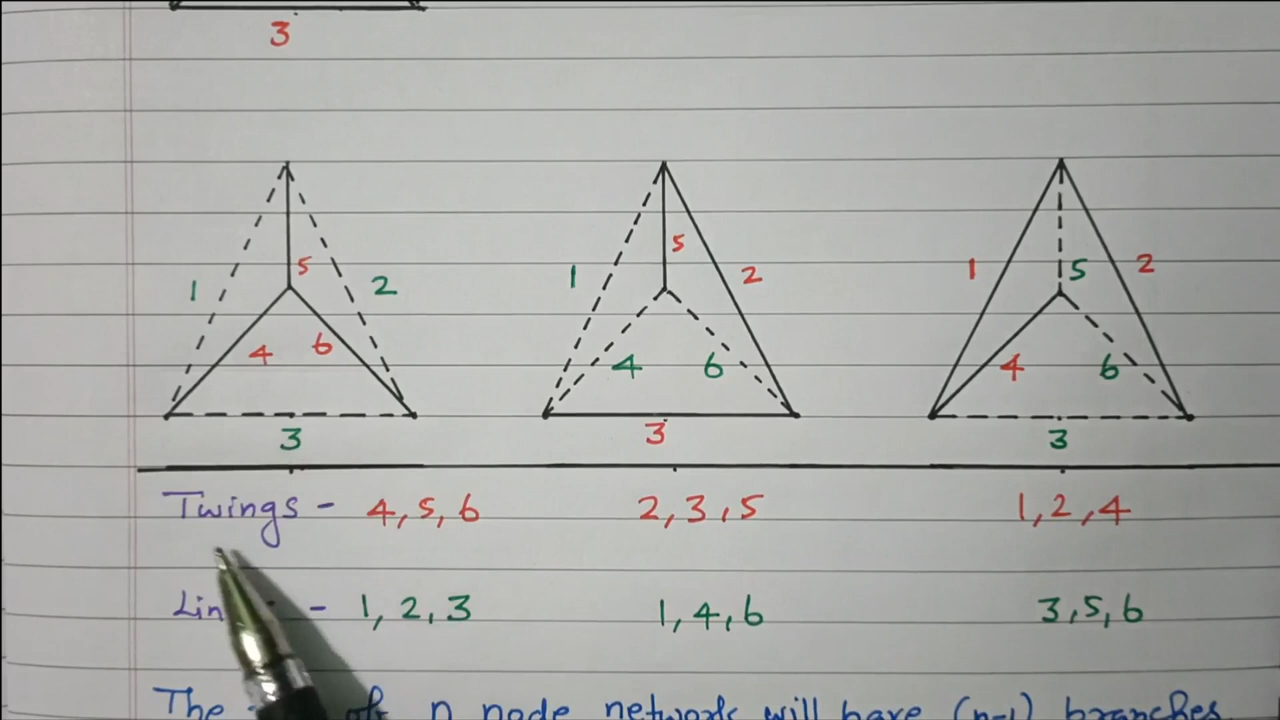 3
1 5 2 4 6 3
1 5 2 4 6 3
1 5 2 4 6 3
Twings - 4,5,6 2,3,5 1,2,4
- 1, 2, 3 1,4,6 3,5,6
The n node network will have (n-1) branches